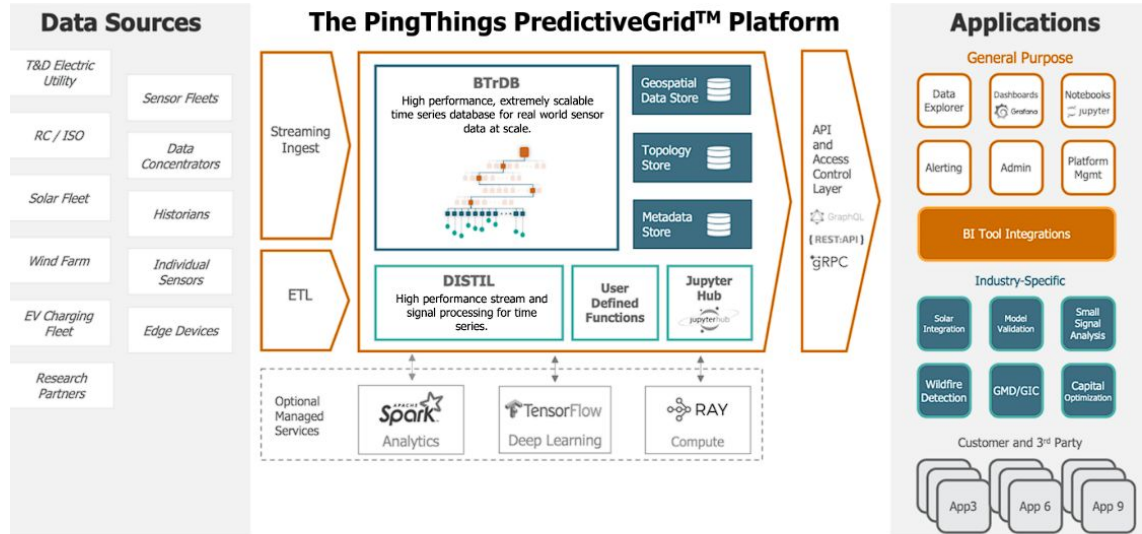 Data Sources
T&D Electric
Utility
RC / ISO
Solar Fleet
Wind Farm
EV Charging
Fleet
Research
Partners
Sensor Fleets
Data
Concentrators
Historians
Individual
Sensors
Edge Devices
The PingThings PredictiveGrid™ Platform
Streaming
Ingest
ETL
BTrDB
High performance, extremely scalable
time series database for real world sensor
data at scale.
Geospatial
Data Store
Topology
Store
Metadata
Store
DISTIL
High performance stream and
signal processing for time
series.
User
Defined
Functions
Jupyter
Hub
jupyterhub
API
and
Access
Control
Layer
GraphQL
{REST:API}
gRPC
Optional
Managed
Services
APACHE
Spark
Analytics
TensorFlow
Deep Learning
RAY
Compute
Applications
General Purpose
Data
Explorer
Dashboards
Grafana
Notebooks
jupyter
Alerting
Admin
Platform
Mgmt
BI Tool Integrations
Industry-Specific
Solar
Integration
Model
Validation
Small
Signal
Analysis
Wildfire
Detection
GMD/GIC
Capital
Optimization
Customer and 3rd Party
App3
App 6
App 9